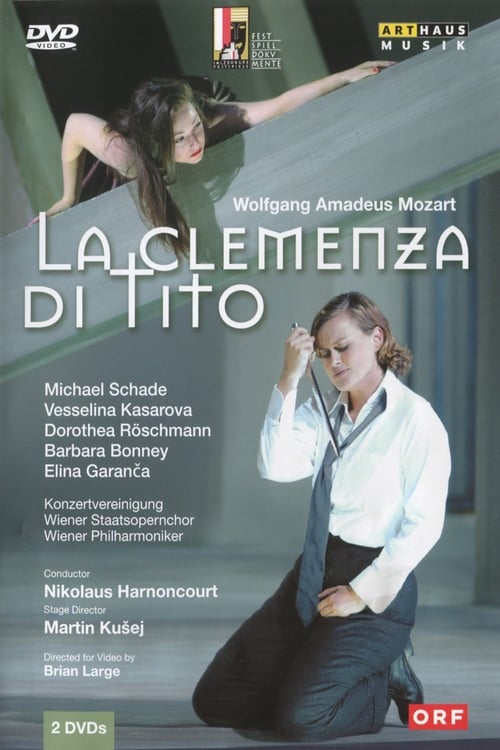 DVD
VIDEO
SALZBURGER
FESTSPIELE
FEST
SPIEL
DOKU
MENTE
ARTHAUS
MUSIK
Wolfgang Amadeus Mozart
LA CLEMENZA
DI TITO
Michael Schade
Vesselina Kasarova
Dorothea Röschmann
Barbara Bonney
Elina Garanča
Konzertvereinigung
Wiener Staatsopernchor
Wiener Philharmoniker
Conductor
Nikolaus Harnoncourt
Stage Director
Martin Kušej
Directed for Video by
Brian Large
2 DVDs
ORF